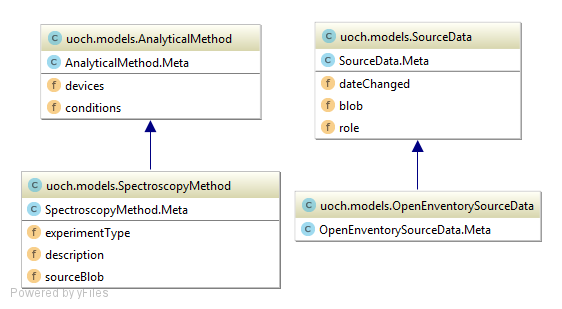 uoch.models.AnalyticalMethod
AnalyticalMethod.Meta
devices
conditions
uoch.models.SourceData
SourceData.Meta
dateChanged
blob
role
uoch.models.SpectroscopyMethod
SpectroscopyMethod.Meta
experimentType
description
sourceBlob
uoch.models.OpenEnventorySourceData
OpenEnventorySourceData.Meta
Powered by yFiles